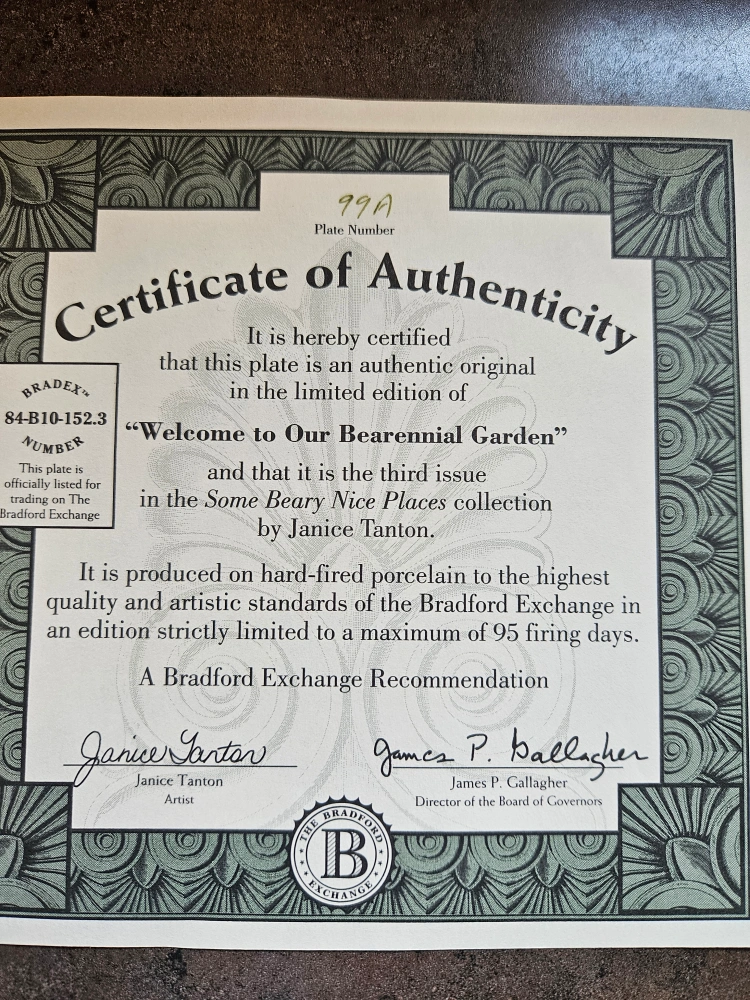 99A
Plate Number
Certificate of Authenticity
It is hereby certified
that this plate is an authentic original
in the limited edition of
“Welcome to Our Bearennial Garden”
and that it is the third issue
in the Some Beary Nice Places collection
by Janice Tanton.
BRADEX™
84-B10-152.3
NUMBER
This plate is
officially listed for
trading on The
Bradford Exchange
It is produced on hard-fired porcelain to the highest
quality and artistic standards of the Bradford Exchange in
an edition strictly limited to a maximum of 95 firing days.
A Bradford Exchange Recommendation
Janice Tanton
Janice Tanton
Artist
James P. Gallagher
James P. Gallagher
Director of the Board of Governors
THE BRADFORD
B
EXCHANGE